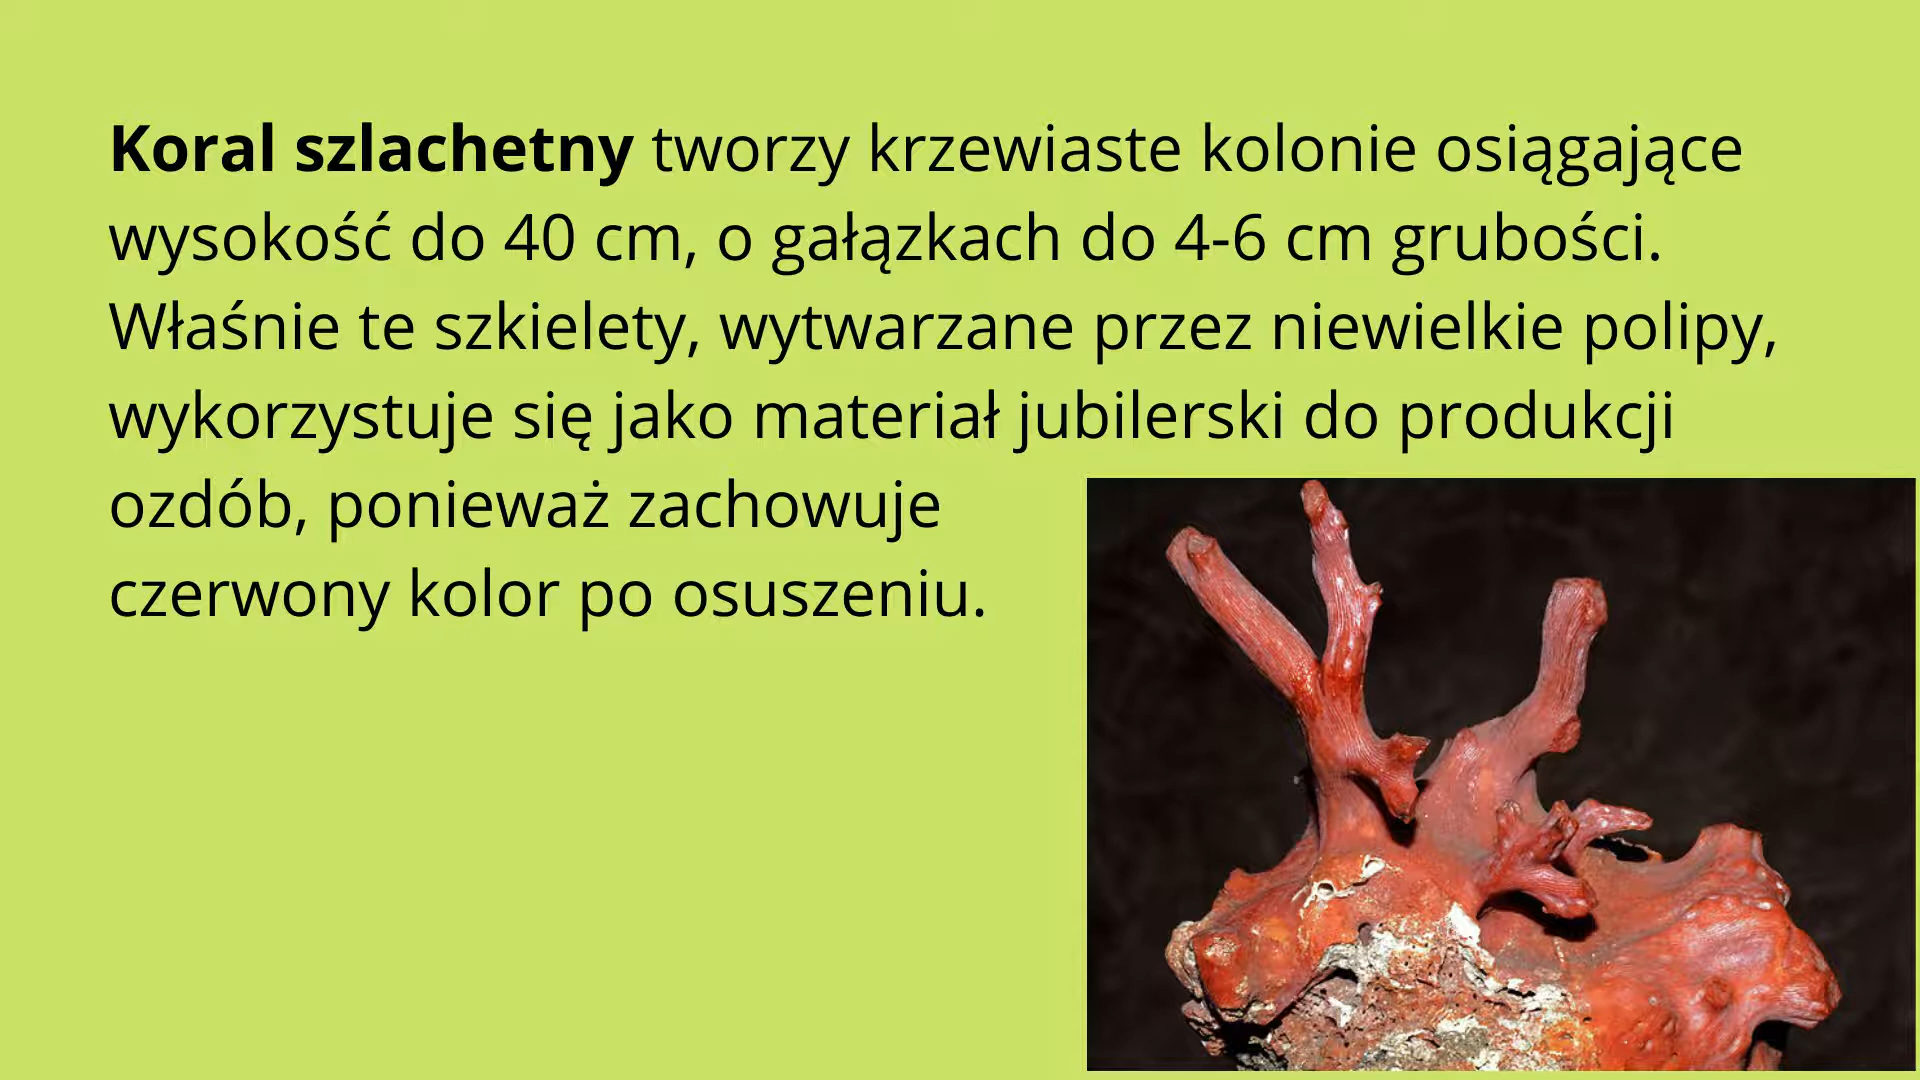 Koral szlachetny tworzy krzewiaste kolonie osiągające
wysokość do 40 cm, o gałązkach do 4-6 cm grubości.
Właśnie te szkielety, wytwarzane przez niewielkie polipy,
wykorzystuje się jako materiał jubilerski do produkcji
ozdób, ponieważ zachowuje
czerwony kolor po osuszeniu.